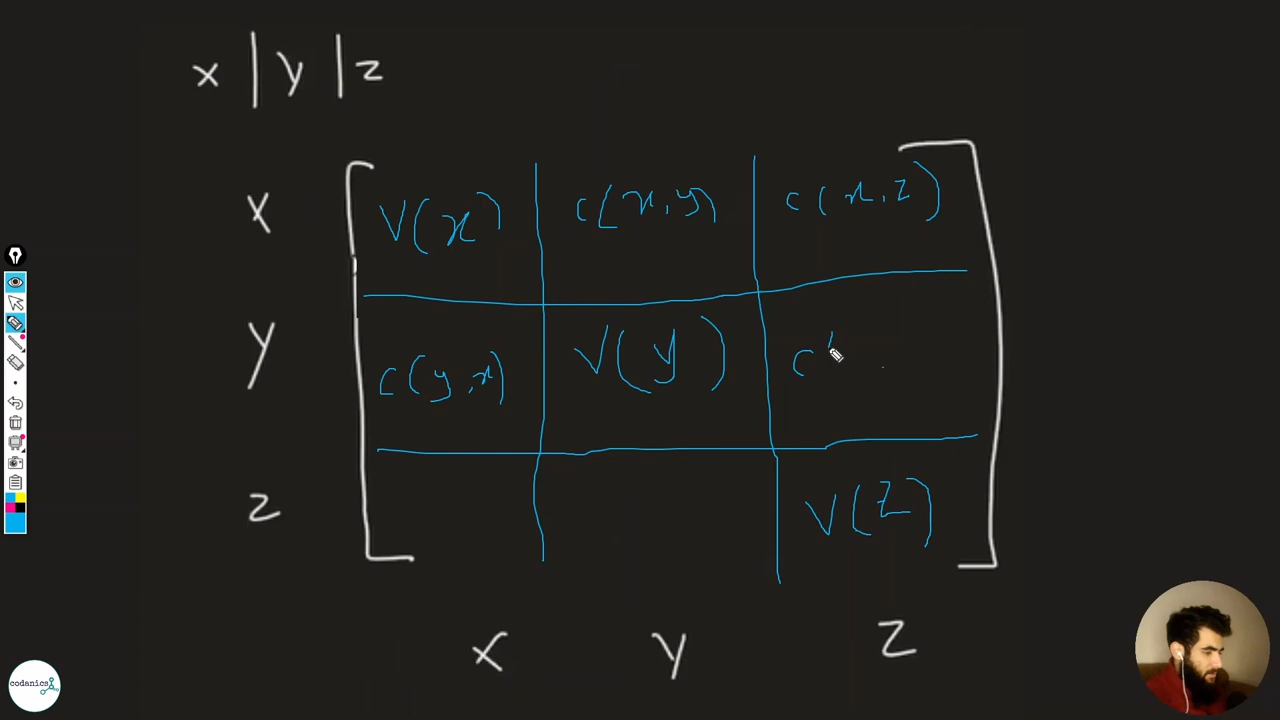 x | y | z
x V(x) c(x,y) c(x,z)
y c(y,x) V(y) c(
z V(z)
x y z
codanics